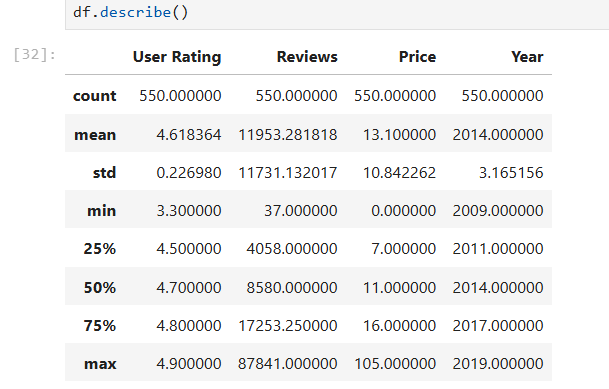 df.describe()
[32]:
User Rating Reviews Price Year
count 550.000000 550.000000 550.000000 550.000000
mean 4.618364 11953.281818 13.100000 2014.000000
std 0.226980 11731.132017 10.842262 3.165156
min 3.300000 37.000000 0.000000 2009.000000
25% 4.500000 4058.000000 7.000000 2011.000000
50% 4.700000 8580.000000 11.000000 2014.000000
75% 4.800000 17253.250000 16.000000 2017.000000
max 4.900000 87841.000000 105.000000 2019.000000